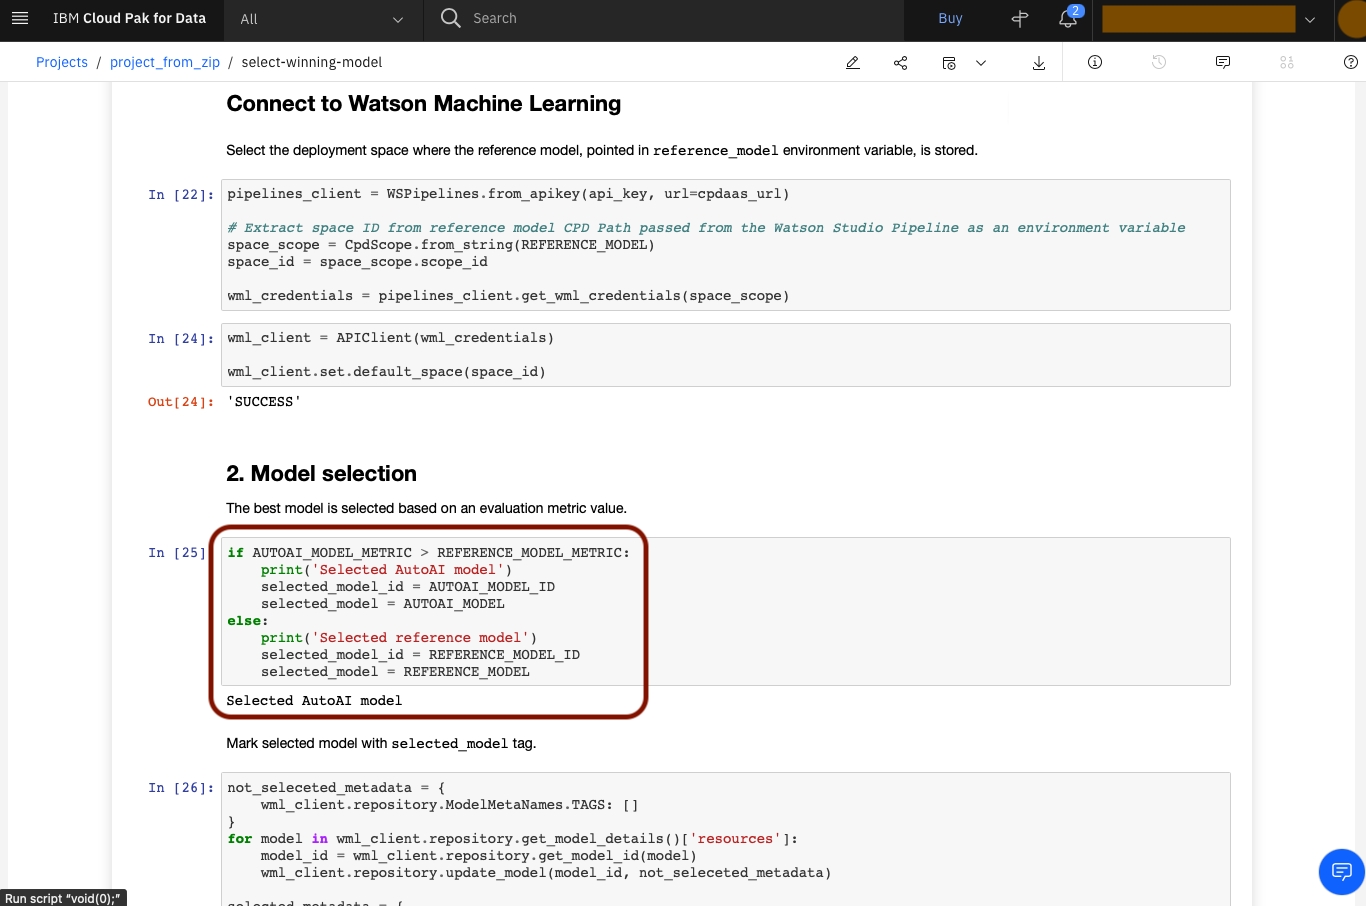 IBM Cloud Pak for Data
All
Search
Buy
2
Projects / project_from_zip / select-winning-model
Connect to Watson Machine Learning
Select the deployment space where the reference model, pointed in reference_model environment variable, is stored.
In [22]:
pipelines_client = WSPipelines.from_apikey(api_key, url=cpdaas_url)
# Extract space ID from reference model CPD Path passed from the Watson Studio Pipeline as an environment variable
space_scope = CpdScope.from_string(REFERENCE_MODEL)
space_id = space_scope.scope_id
wml_credentials = pipelines_client.get_wml_credentials(space_scope)
In [24]:
wml_client = APIClient(wml_credentials)
wml_client.set.default_space(space_id)
Out[24]: 'SUCCESS'
2. Model selection
The best model is selected based on an evaluation metric value.
In [25]
if AUTOAI_MODEL_METRIC > REFERENCE_MODEL_METRIC:
    print('Selected AutoAI model')
    selected_model_id = AUTOAI_MODEL_ID
    selected_model = AUTOAI_MODEL
else:
    print('Selected reference model')
    selected_model_id = REFERENCE_MODEL_ID
    selected_model = REFERENCE_MODEL
Selected AutoAI model
Mark selected model with selected_model tag.
In [26]:
not_seleceted_metadata = {
    wml_client.repository.ModelMetaNames.TAGS: []
}
for model in wml_client.repository.get_model_details()['resources']:
    model_id = wml_client.repository.get_model_id(model)
    wml_client.repository.update_model(model_id, not_seleceted_metadata)
selected_metadata = {
Run script "void(0);"